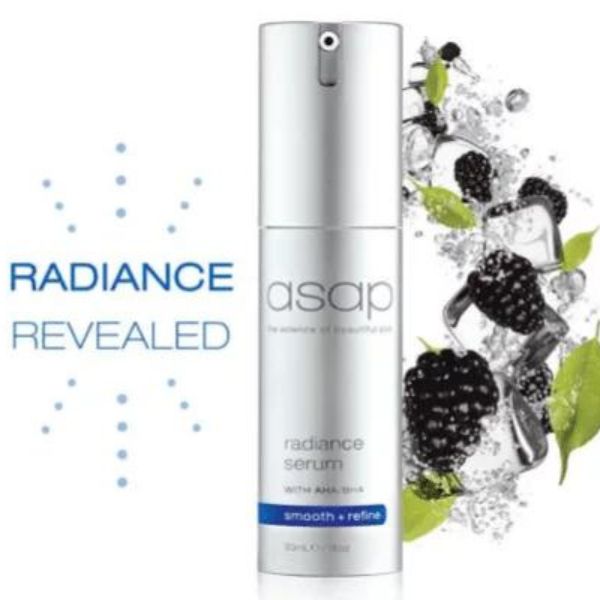 RADIANCE
REVEALED
asap
the science of beautiful skin
radiance
serum
WITH AHA/BHA
smooth + refine